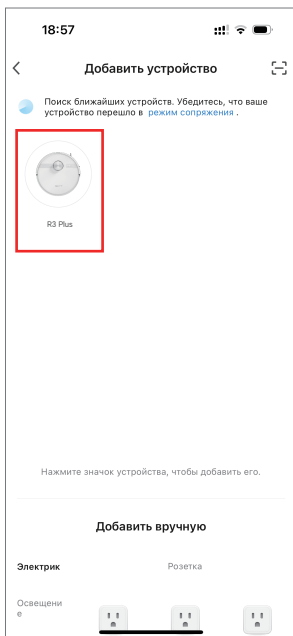 18:57
Добавить устройство
Поиск ближайших устройств. Убедитесь, что ваше
устройство перешло в режим сопряжения .
R3 Plus
Нажмите значок устройства, чтобы добавить его.
Добавить вручную
Электрик
Розетка
Освещени
е